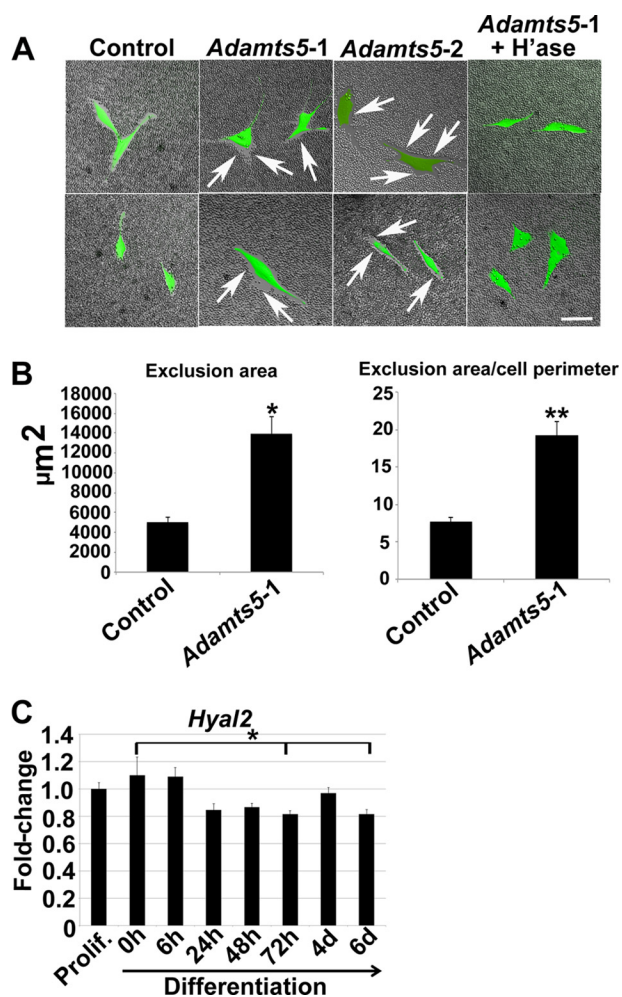 A
Control
Adamts5-1
Adamts5-2
Adamts5-1
+ H'ase
B
Exclusion area
µm2
18000
16000
14000
12000
10000
8000
6000
4000
2000
0
*
Control
Adamts5-1
Exclusion area/cell perimeter
25
20
15
10
5
0
**
Control
Adamts5-1
C
Hyal2
Fold-change
1.4
1.2
1.0
0.8
0.6
0.4
0.2
0
*
Prolif.
0h
6h
24h
48h
72h
4d
6d
Differentiation